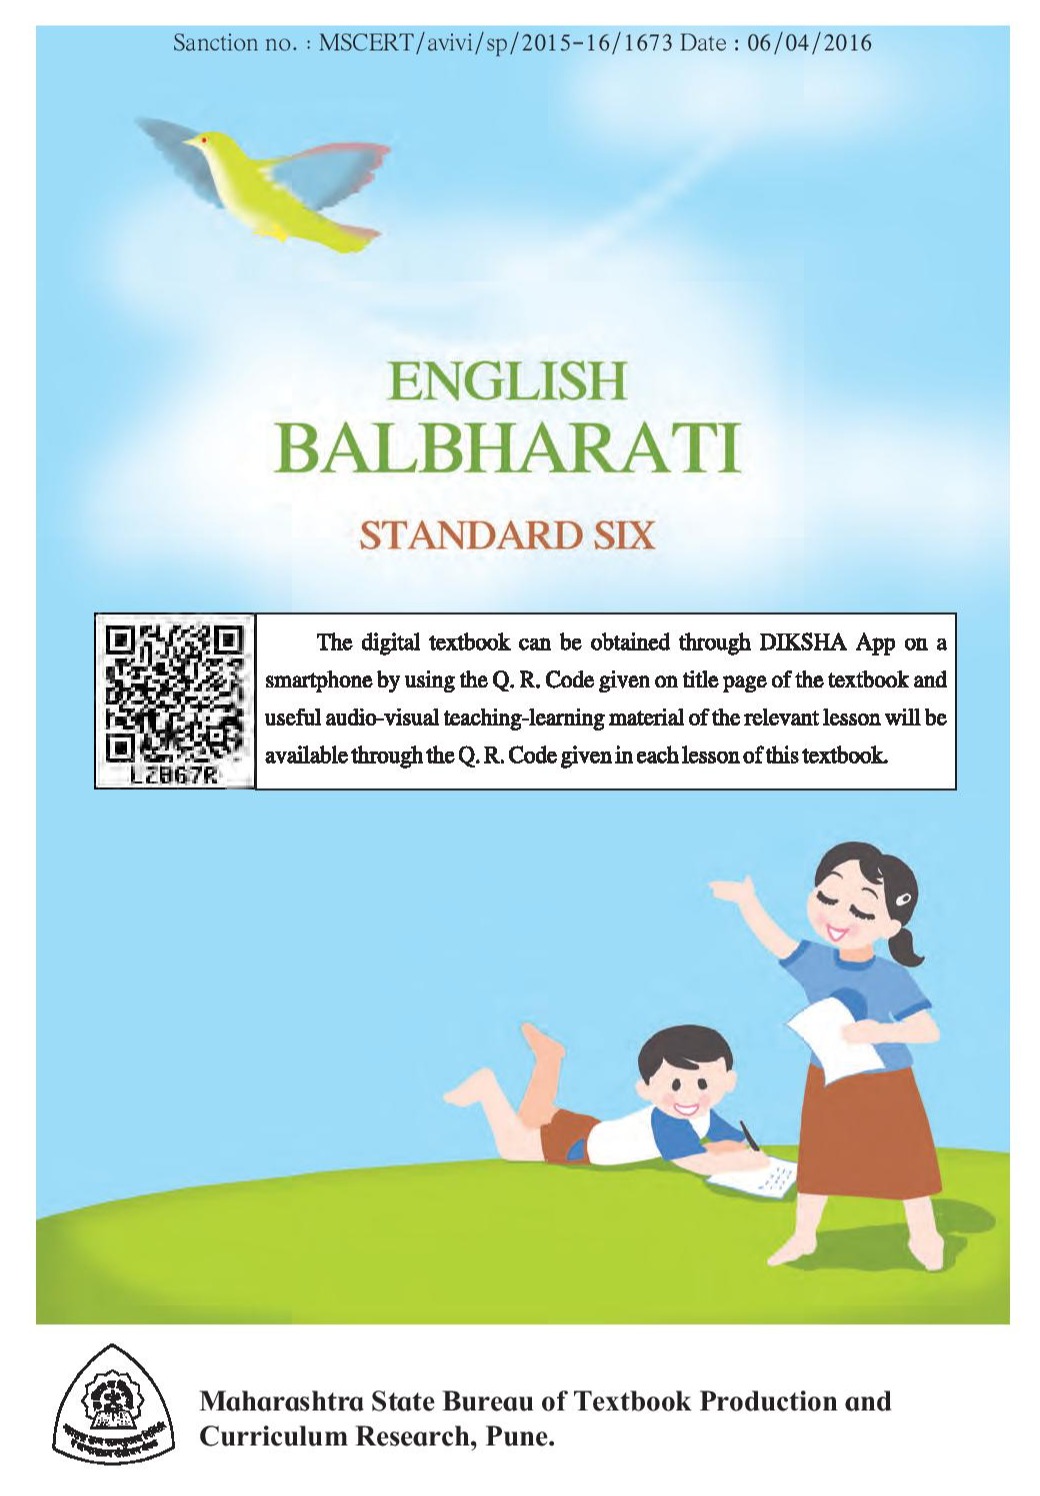 Sanction no. : MSCERT/avivi/sp/2015-16/1673 Date : 06/04/2016
ENGLISH
BALBHARATI
STANDARD SIX
The digital textbook can be obtained through DIKSHA App on a
smartphone by using the Q. R. Code given on title page of the textbook and
useful audio-visual teaching-learning material of the relevant lesson will be
available through the Q. R. Code given in each lesson of this textbook.
LZB67R
Maharashtra State Bureau of Textbook Production and
Curriculum Research, Pune.